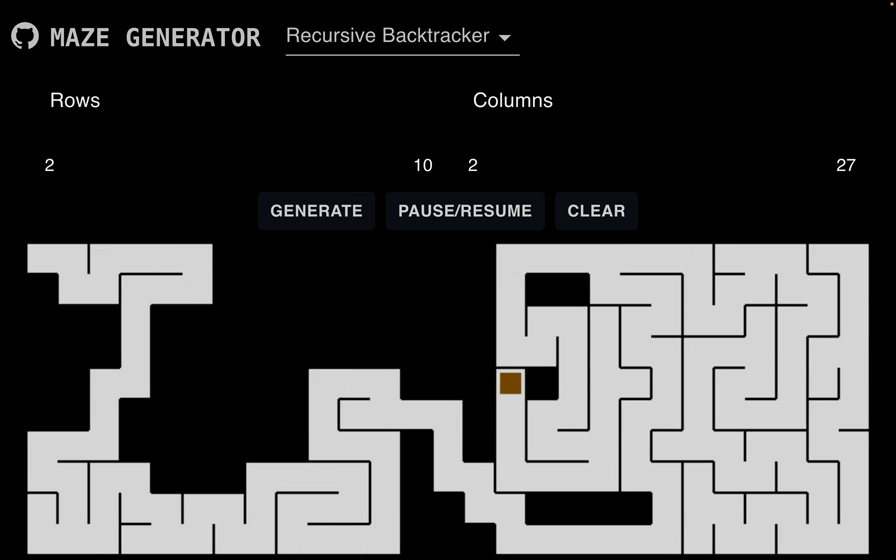 MAZE GENERATOR
Recursive Backtracker
Rows
Columns
2
10
2
27
GENERATE
PAUSE/RESUME
CLEAR